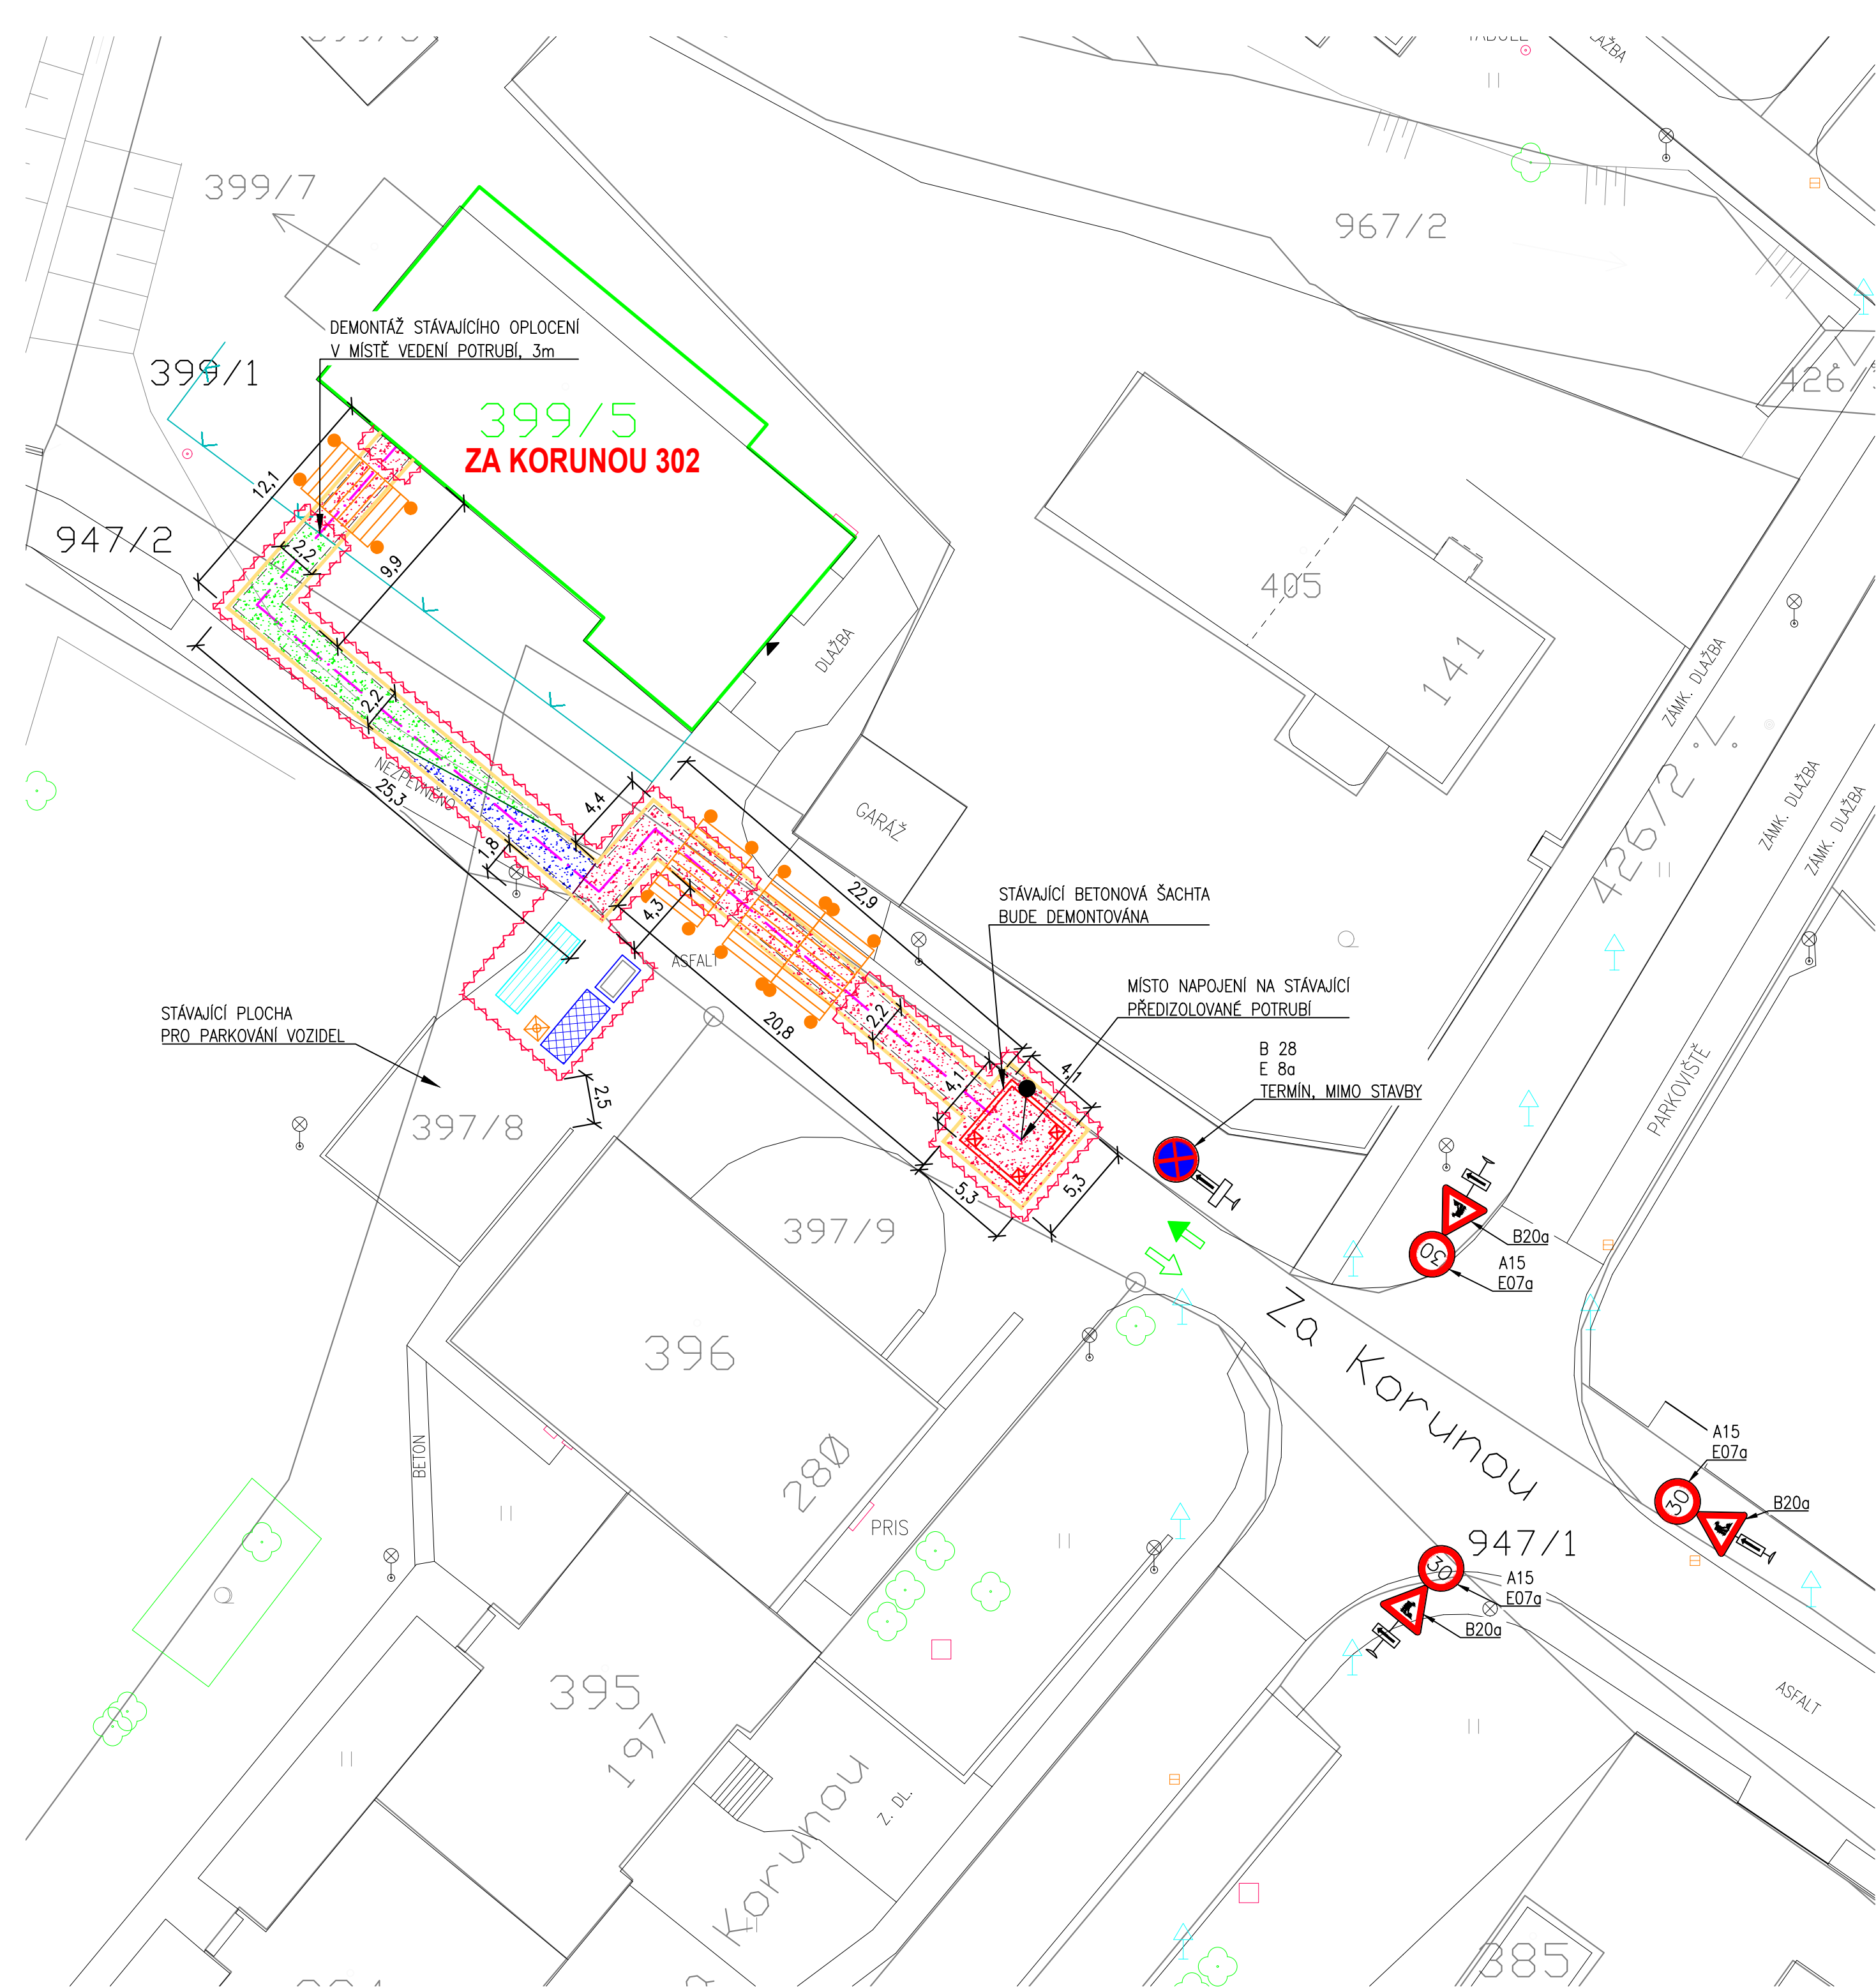 TABULE
DLAŽBA
399/7
967/2
DEMONTÁŽ STÁVAJÍCÍHO OPLOCENÍ
V MÍSTĚ VEDENÍ POTRUBÍ, 3m
399/1
399/5
ZA KORUNOU 302
12,1
947/2
2,2
9,9
405
141
DLAŽBA
ZÁMK. DLAŽBA
426/2
2,2
NEZPEVNĚNO
25,3
4,4
1,8
GARÁŽ
ZÁMK. DLAŽBA
ZÁMK. DLAŽBA
22,9
4,3
ASFALT
STÁVAJÍCÍ BETONOVÁ ŠACHTA
BUDE DEMONTOVÁNA
MÍSTO NAPOJENÍ NA STÁVAJÍCÍ
PŘEDIZOLOVANÉ POTRUBÍ
STÁVAJÍCÍ PLOCHA
PRO PARKOVÁNÍ VOZIDEL
20,8
2,2
B 28
E 8a
TERMÍN, MIMO STAVBY
2,5
4,1
4,1
PARKOVIŠTĚ
397/8
5,3
5,3
397/9
B20a
30
A15
E07a
Za Korunou
396
BETON
280
PRIS
A15
E07a
30
B20a
947/1
30
A15
E07a
B20a
395
197
ASFALT
Z. DL.
Korunou
385